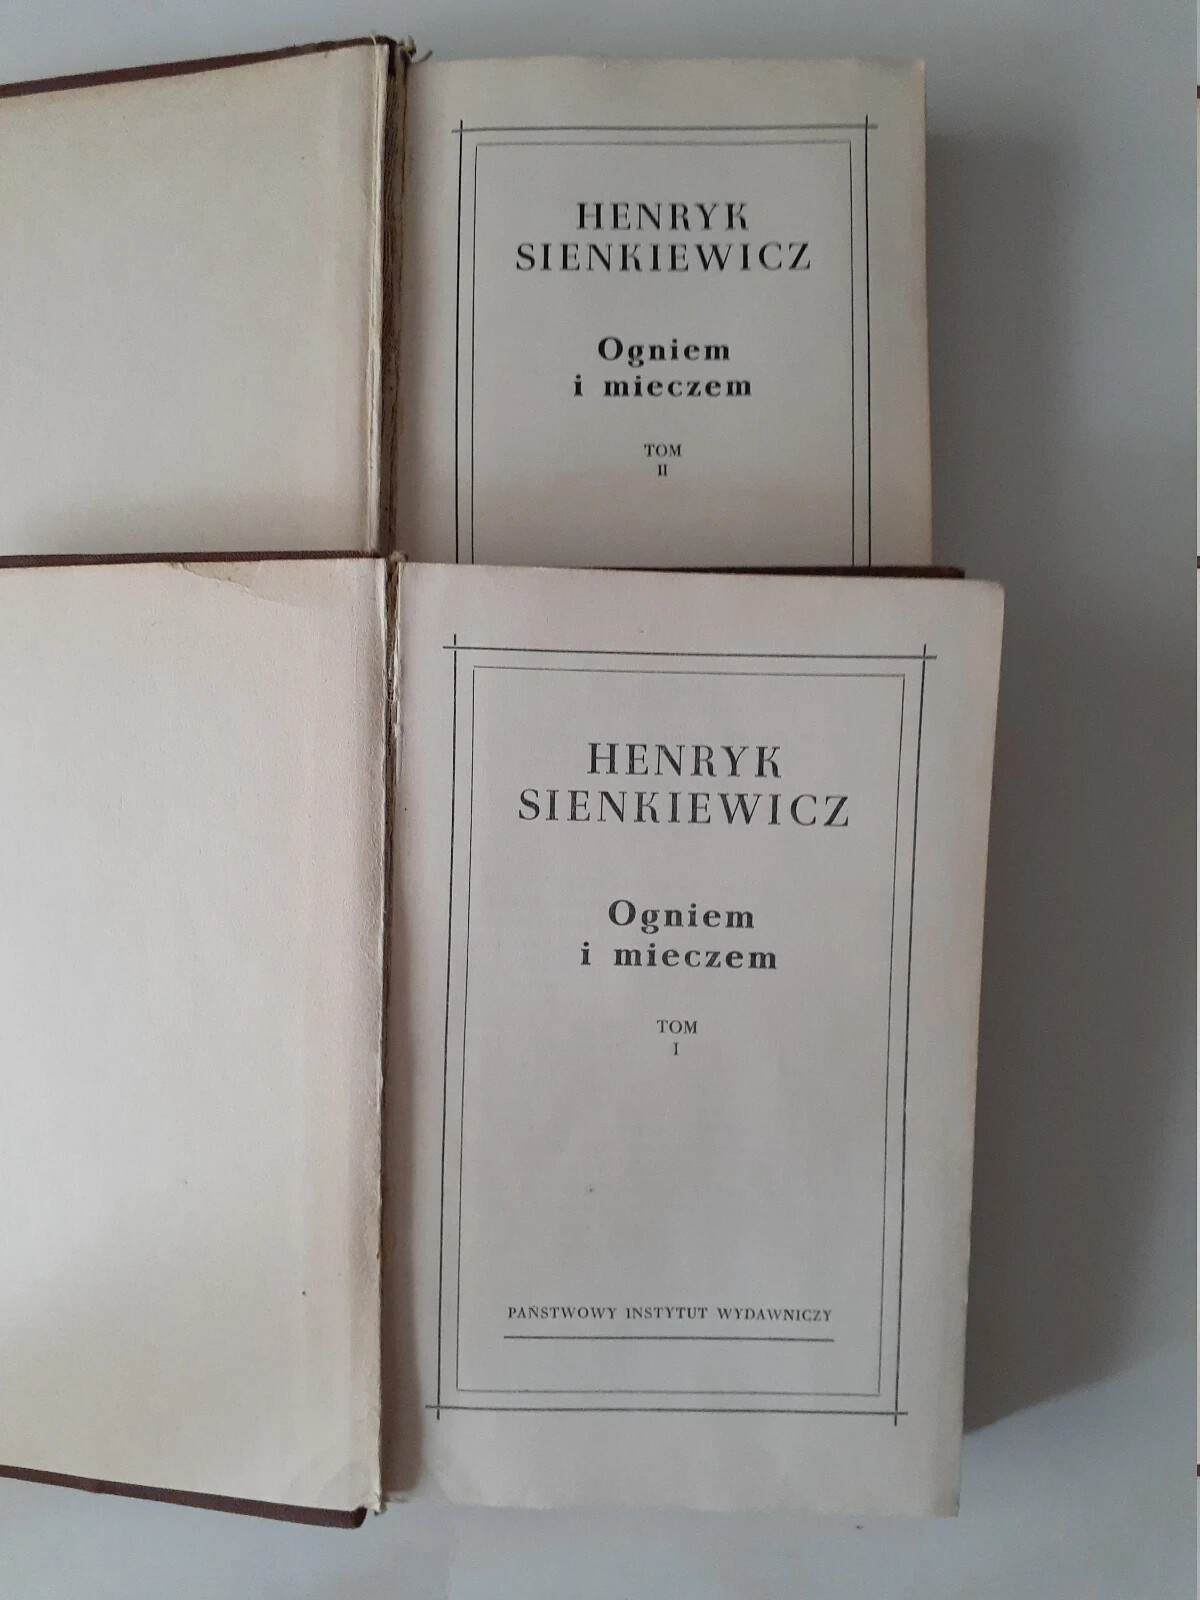 HENRYK
SIENKIEWICZ
Ogniem
i mieczem
TOM
II
HENRYK
SIENKIEWICZ
Ogniem
i mieczem
TOM
I
PAŃSTWOWY INSTYTUT WYDAWNICZY